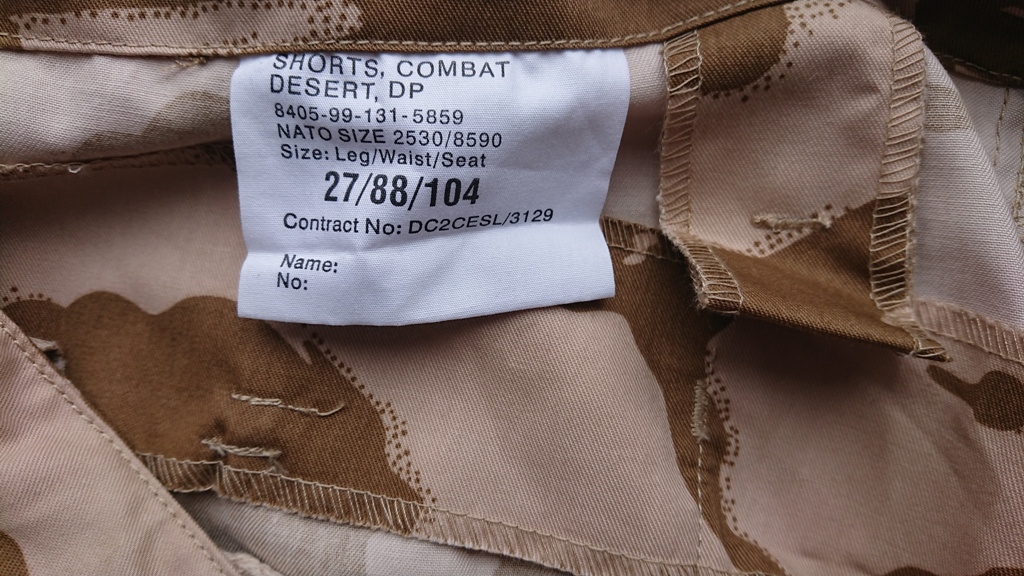 SHORTS, COMBAT
DESERT, DP
8405-99-131-5859
NATO SIZE 2530/8590
Size: Leg/Waist/Seat
27/88/104
Contract No: DC2CESL/3129
Name:
No: